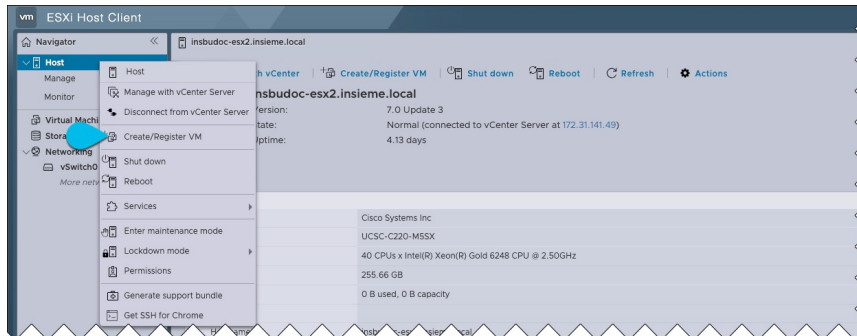 vm ESXi Host Client
Navigator
insbudoc-esx2.insieme.local
Host
Manage
Monitor
Virtual Machi
Stora
Networking
vSwitch0
More netw
Host
Manage with vCenter Server
Disconnect from vCenter Server
Create/Register VM
Shut down
Reboot
Services
Enter maintenance mode
Lockdown mode
Permissions
Generate support bundle
Get SSH for Chrome
h vCenter | Create/Register VM | Shut down | Reboot | Refresh | Actions
nsbudoc-esx2.insieme.local
Version: 7.0 Update 3
tate: Normal (connected to vCenter Server at 172.31.141.49)
Uptime: 4.13 days
Cisco Systems Inc
UCSC-C220-M5SX
40 CPUs x Intel(R) Xeon(R) Gold 6248 CPU @ 2.50GHz
255.66 GB
0 B used, 0 B capacity